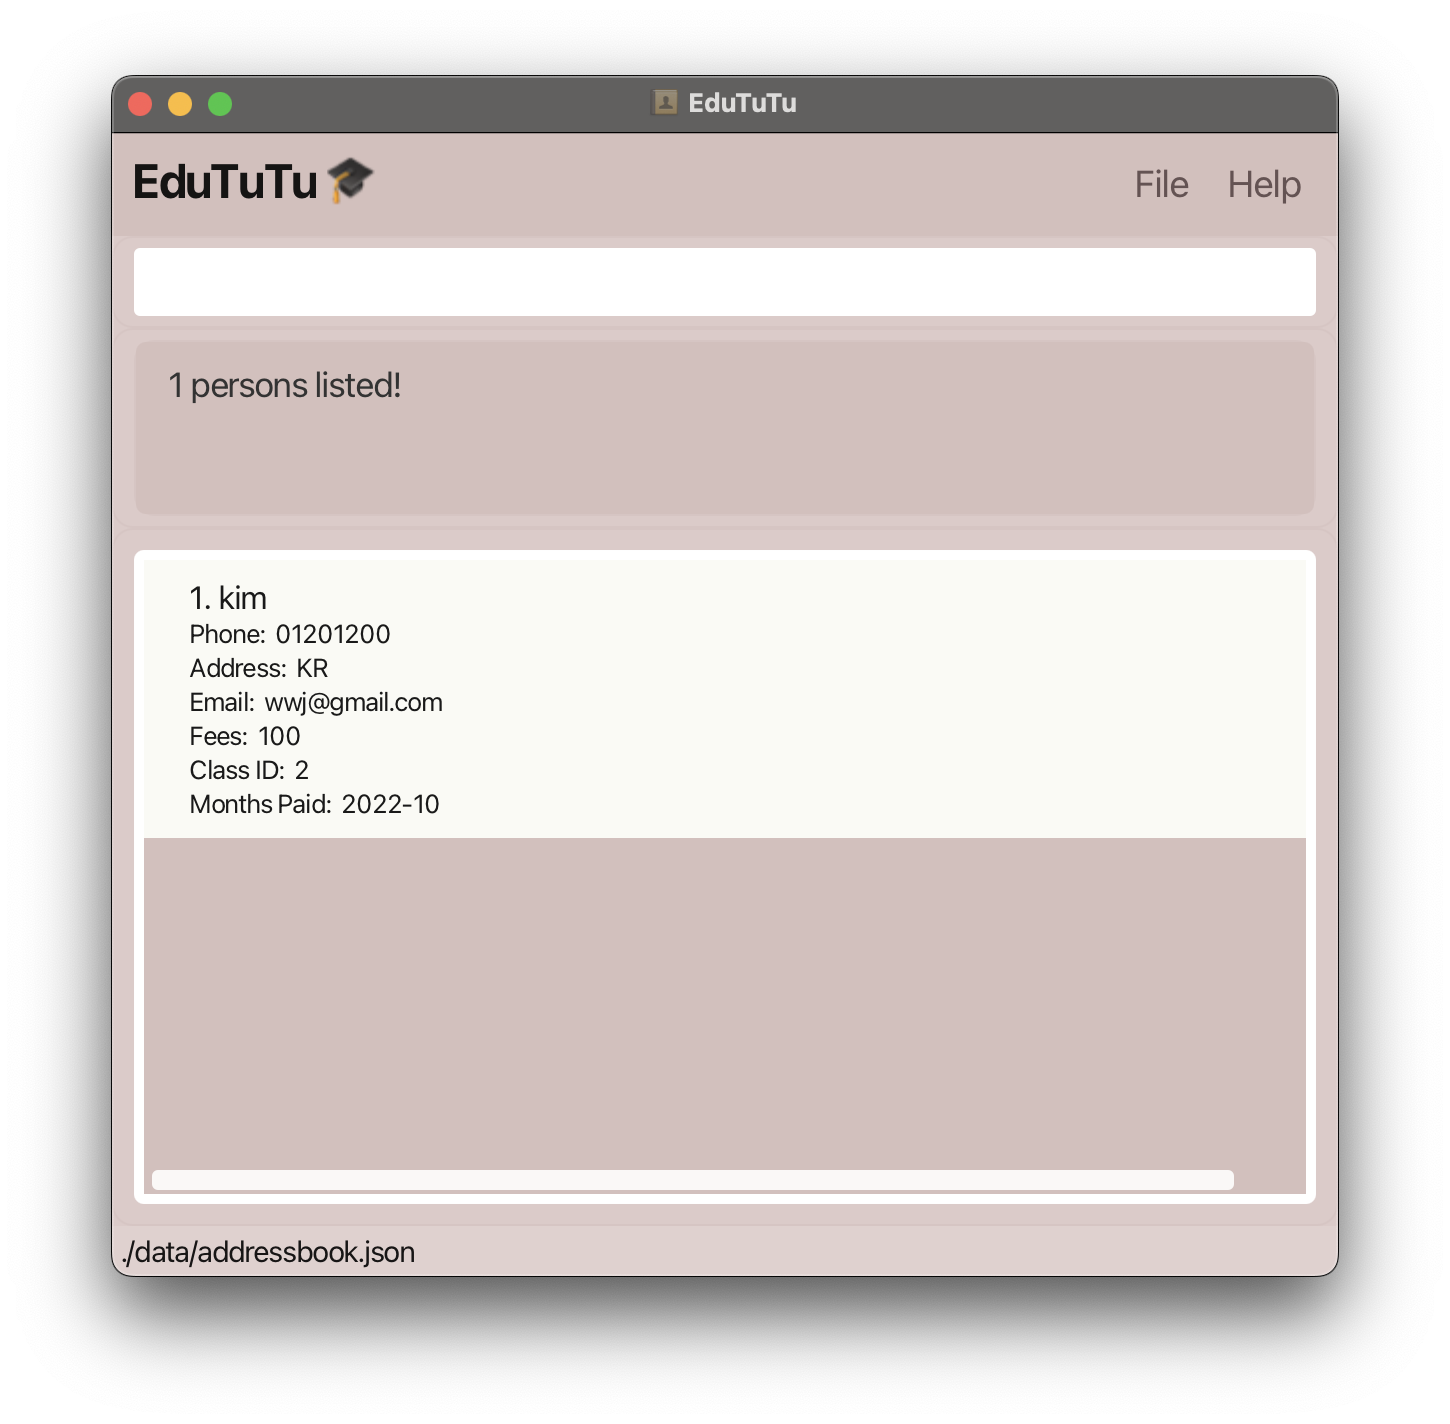 EduTuTu
EduTuTu
File Help
1 persons listed!
1. kim
Phone: 01201200
Address: KR
Email: wwj@gmail.com
Fees: 100
Class ID: 2
Months Paid: 2022-10
./data/addressbook.json